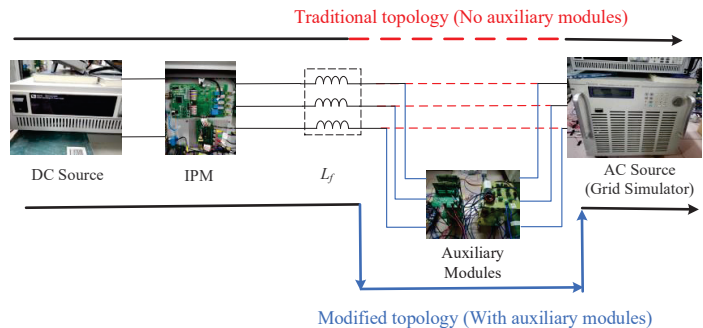 Traditional topology (No auxiliary modules)
DC Source
IPM
L_f
AC Source
(Grid Simulator)
Auxiliary
Modules
Modified topology (With auxiliary modules)